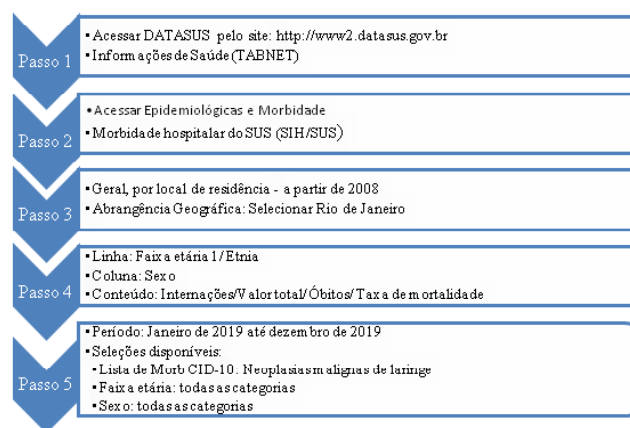 Passo 1
▪Acessar DATASUS pelo site: http://www2.datasus.gov.br
▪Informações de Saúde (TABNET)
Passo 2
▪Acessar Epidemiológicas e Morbidade
▪Morbidade hospitalar do SUS (SIH/SUS)
Passo 3
▪Geral, por local de residência - a partir de 2008
▪Abrangência Geográfica: Selecionar Rio de Janeiro
Passo 4
▪Linha: Faixa etária 1/Etnia
▪Coluna: Sexo
▪Conteúdo: Internações/Valor total/Óbitos/Taxa de mortalidade
Passo 5
▪Período: Janeiro de 2019 até dezembro de 2019
▪Seleções disponíveis:
▪Lista de Morb CID-10. Neoplasias malignas de laringe
▪Faixa etária: todas as categorias
▪Sexo: todas as categorias